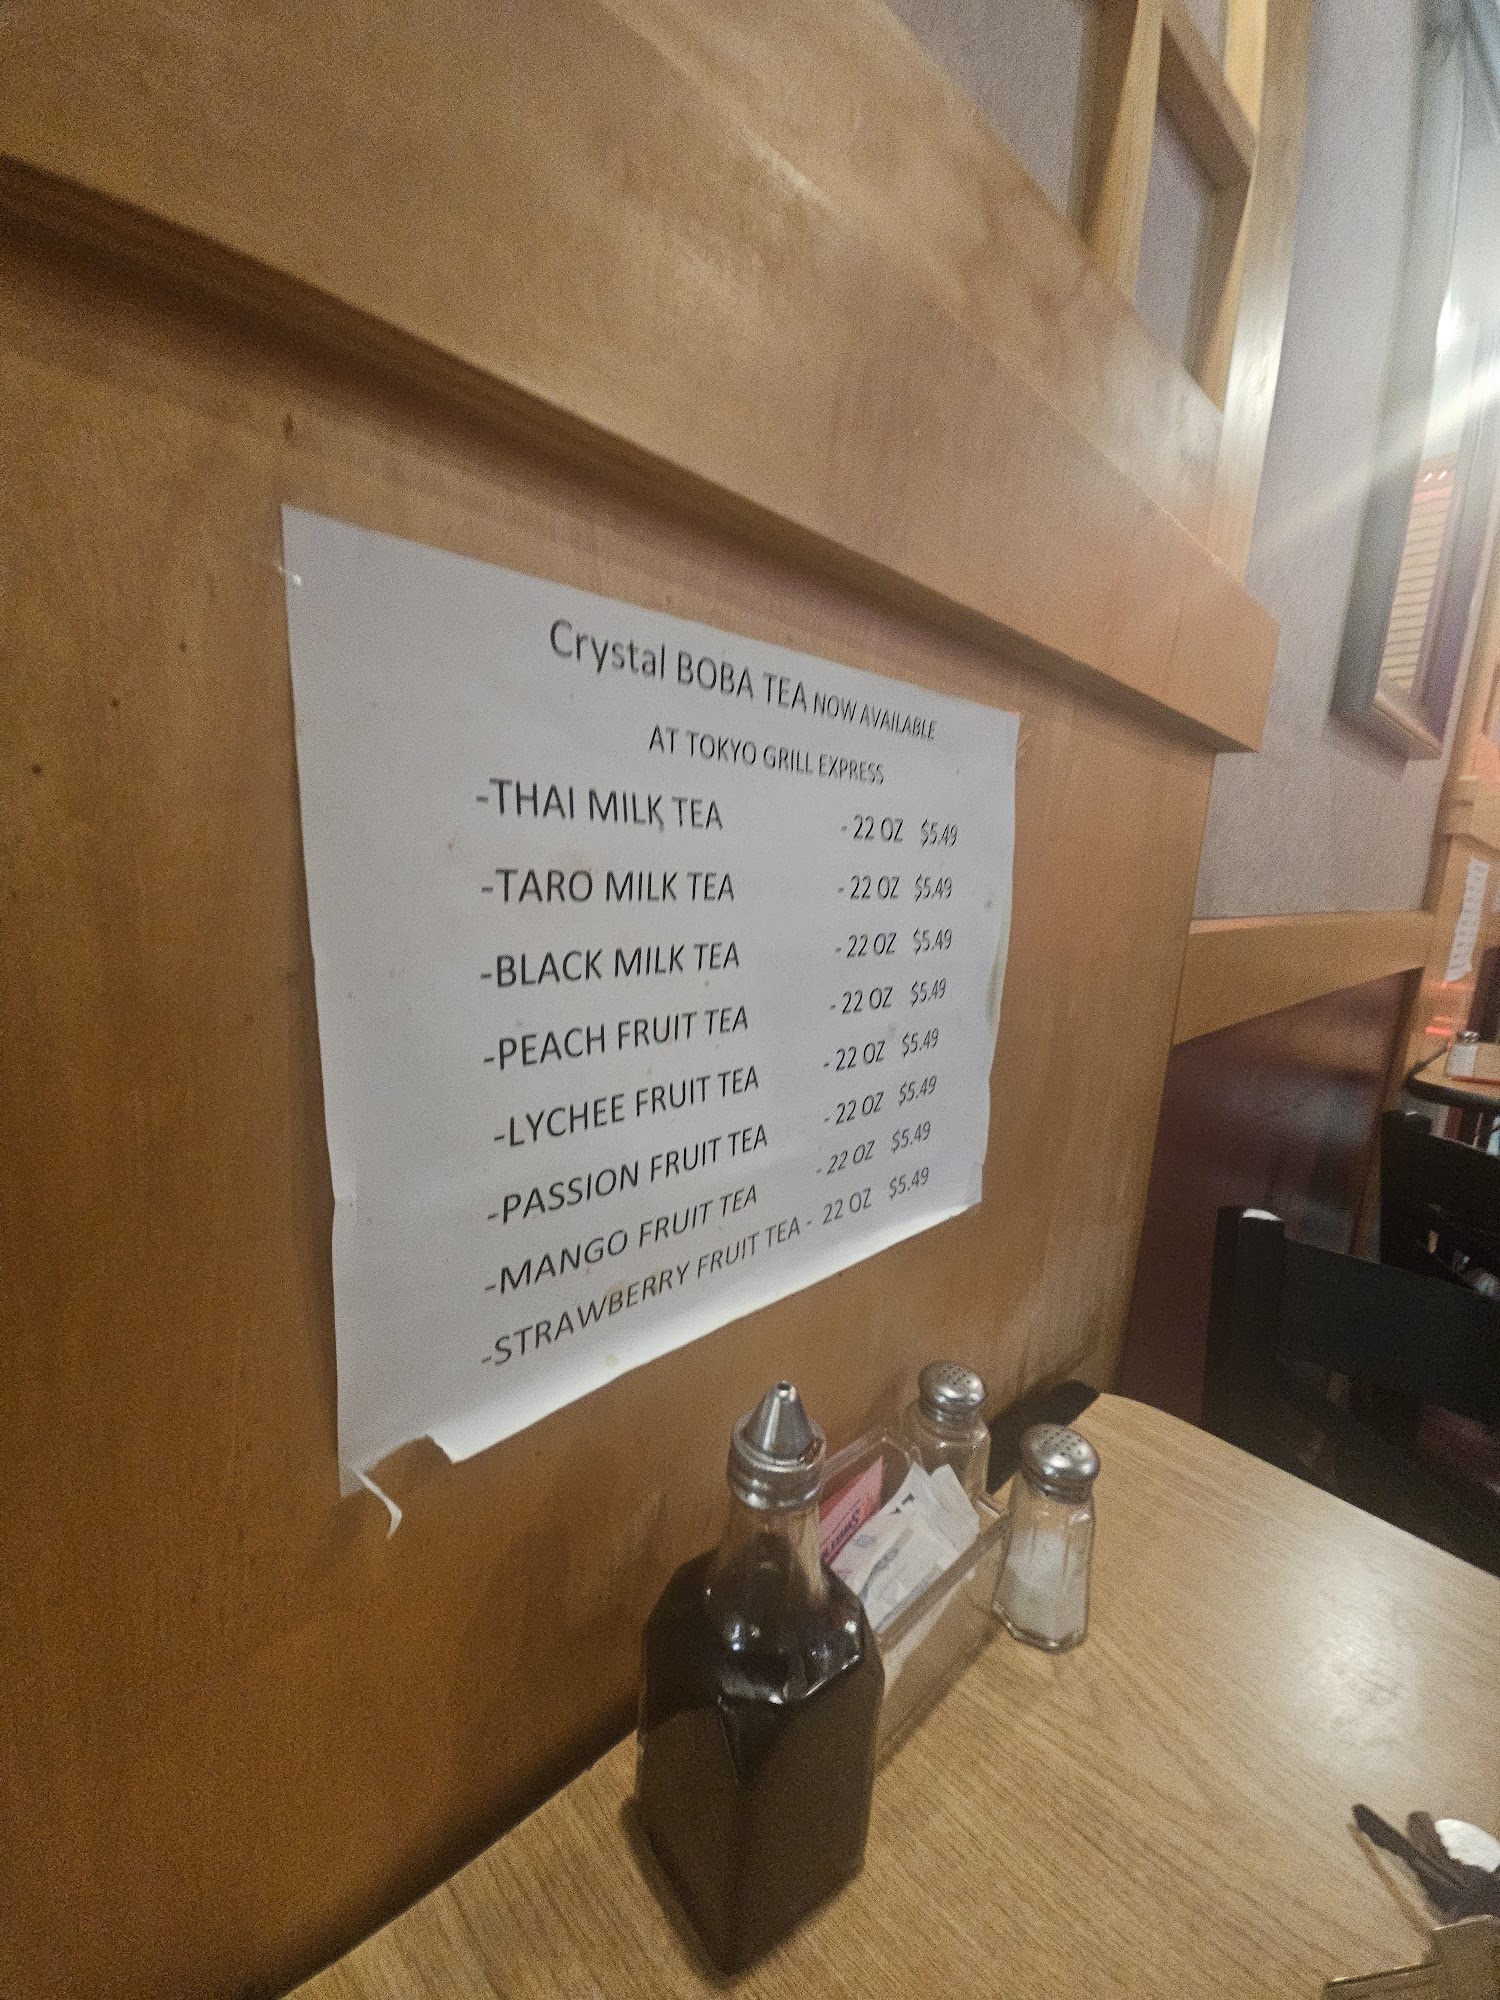 Crystal BOBA TEA NOW AVAILABLE
AT TOKYO GRILL EXPRESS
-THAI MILK TEA - 22 OZ $5.49
-TARO MILK TEA - 22 OZ $5.49
-BLACK MILK TEA - 22 OZ $5.49
-PEACH FRUIT TEA - 22 OZ $5.49
-LYCHEE FRUIT TEA - 22 OZ $5.49
-PASSION FRUIT TEA - 22 OZ $5.49
-MANGO FRUIT TEA - 22 OZ $5.49
-STRAWBERRY FRUIT TEA - 22 OZ $5.49